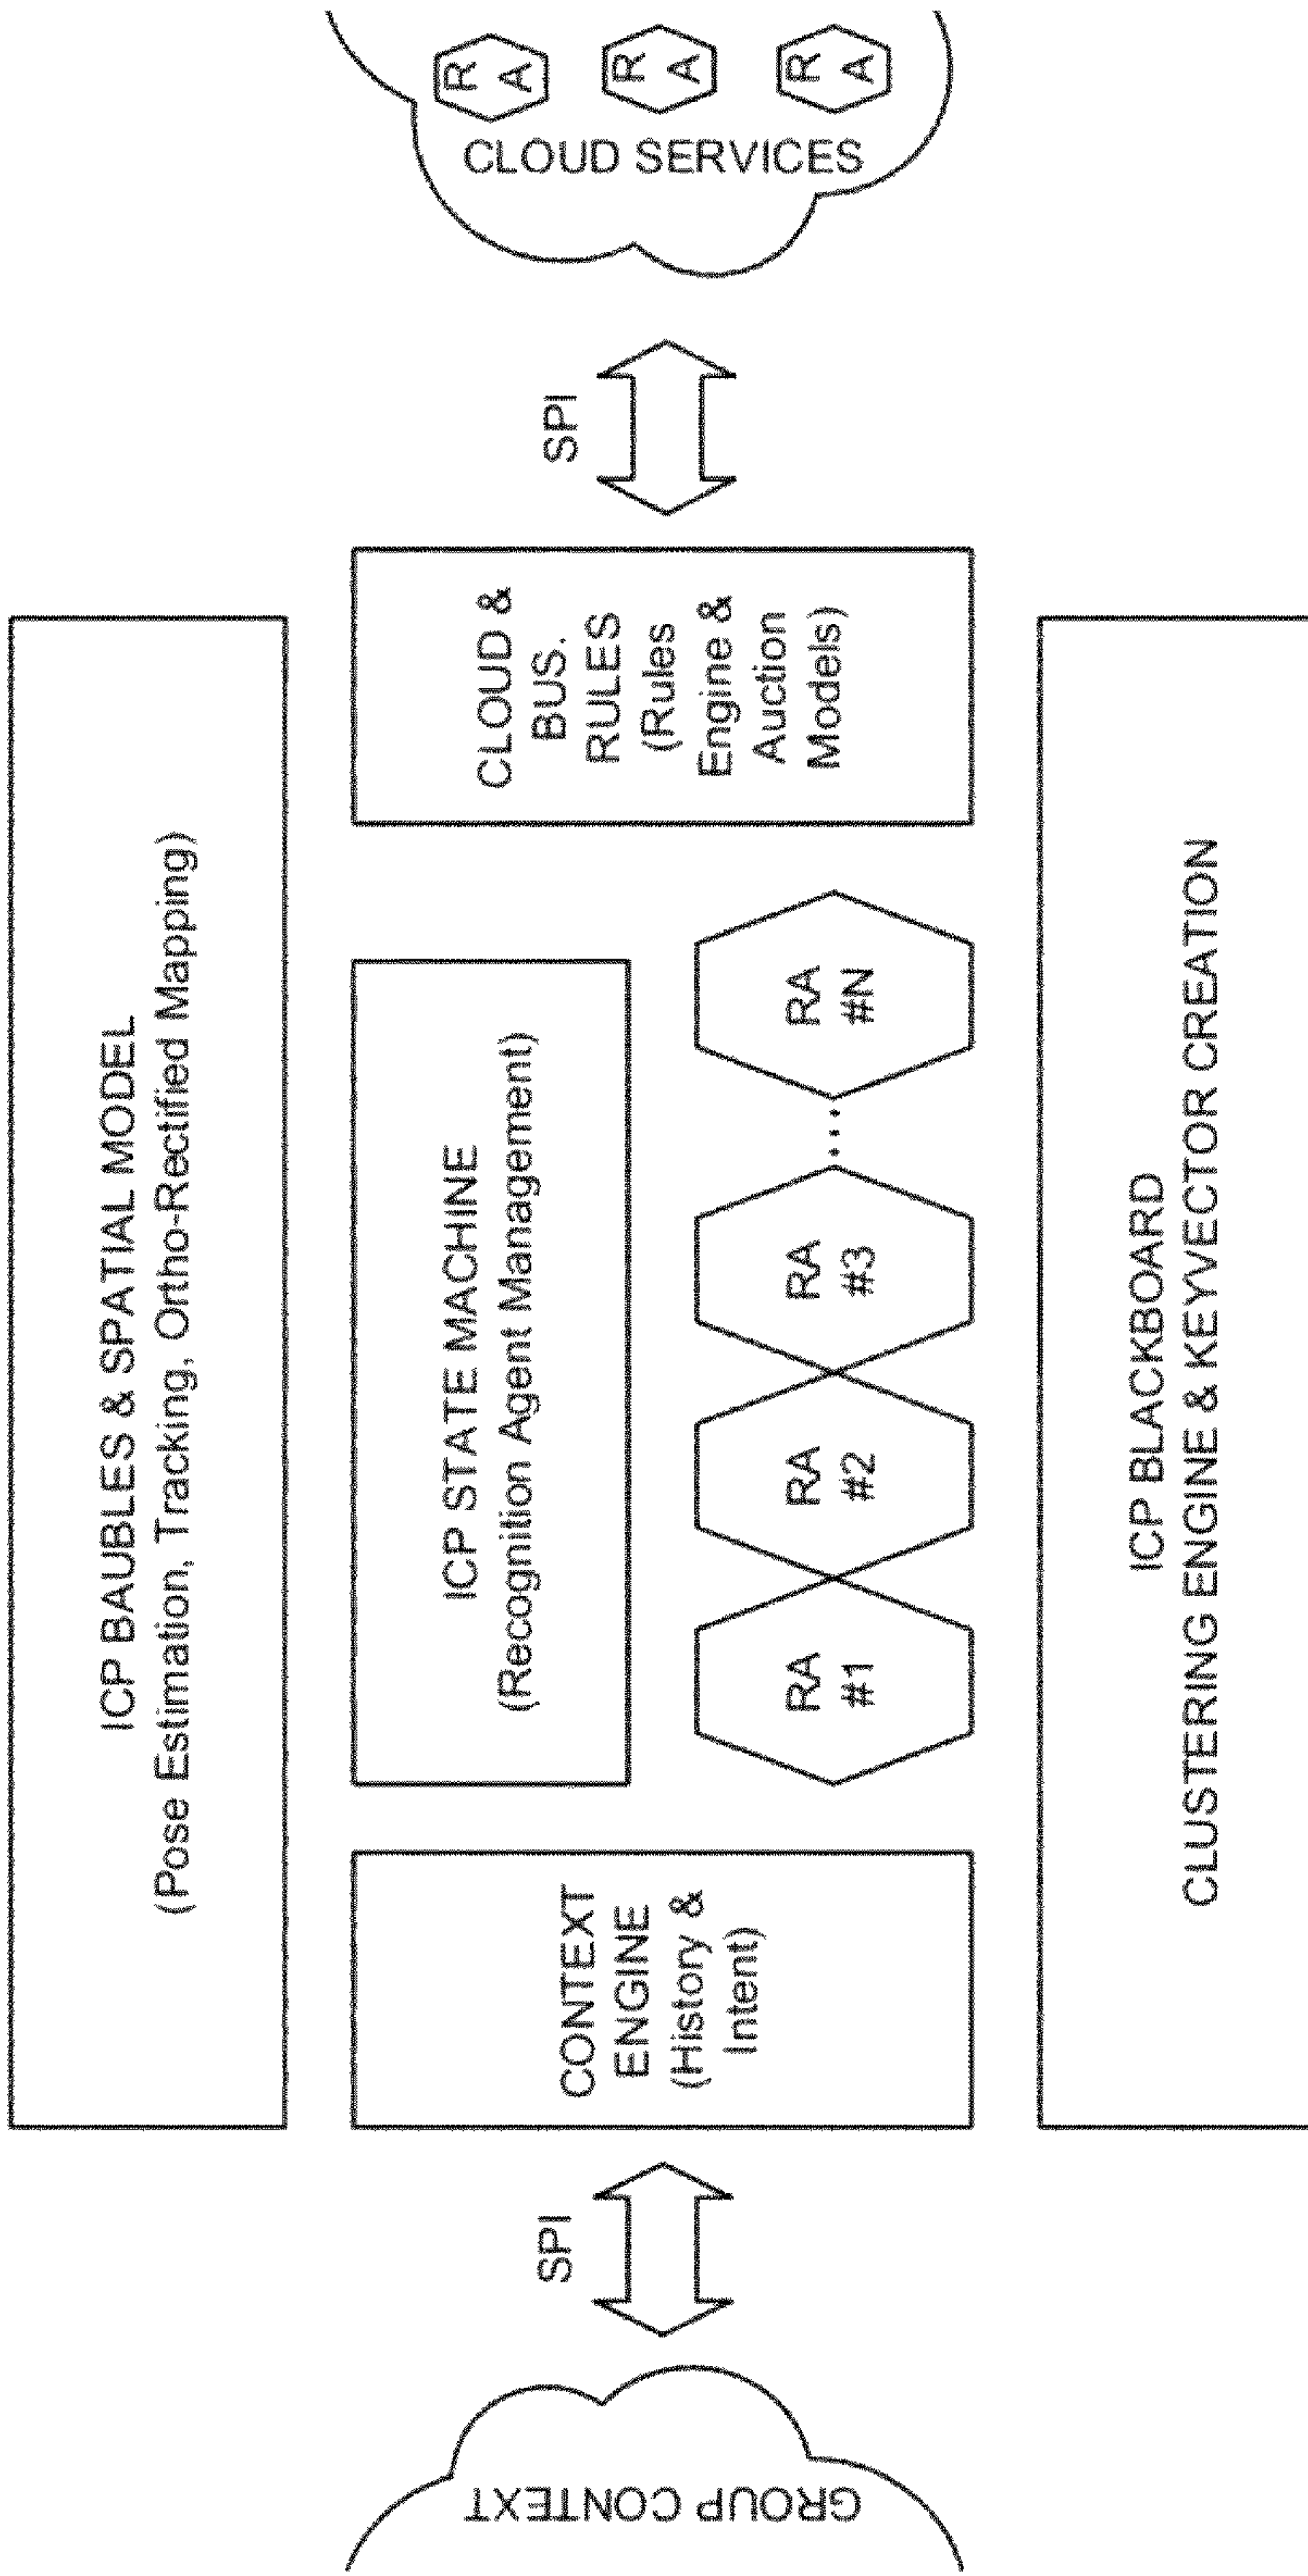 ICP BAUBLES & SPATIAL MODEL
(Pose Estimation, Tracking, Ortho-Rectified Mapping)
GROUP CONTEXT
SPI
CONTEXT
ENGINE
(History &
Intent)
ICP STATE MACHINE
(Recognition Agent Management)
RA
#1
RA
#2
RA
#3
....
RA
#N
CLOUD &
BUS.
RULES
(Rules
Engine &
Auction
Models)
SPI
CLOUD SERVICES
R
A
R
A
R
A
ICP BLACKBOARD
CLUSTERING ENGINE & KEYVECTOR CREATION